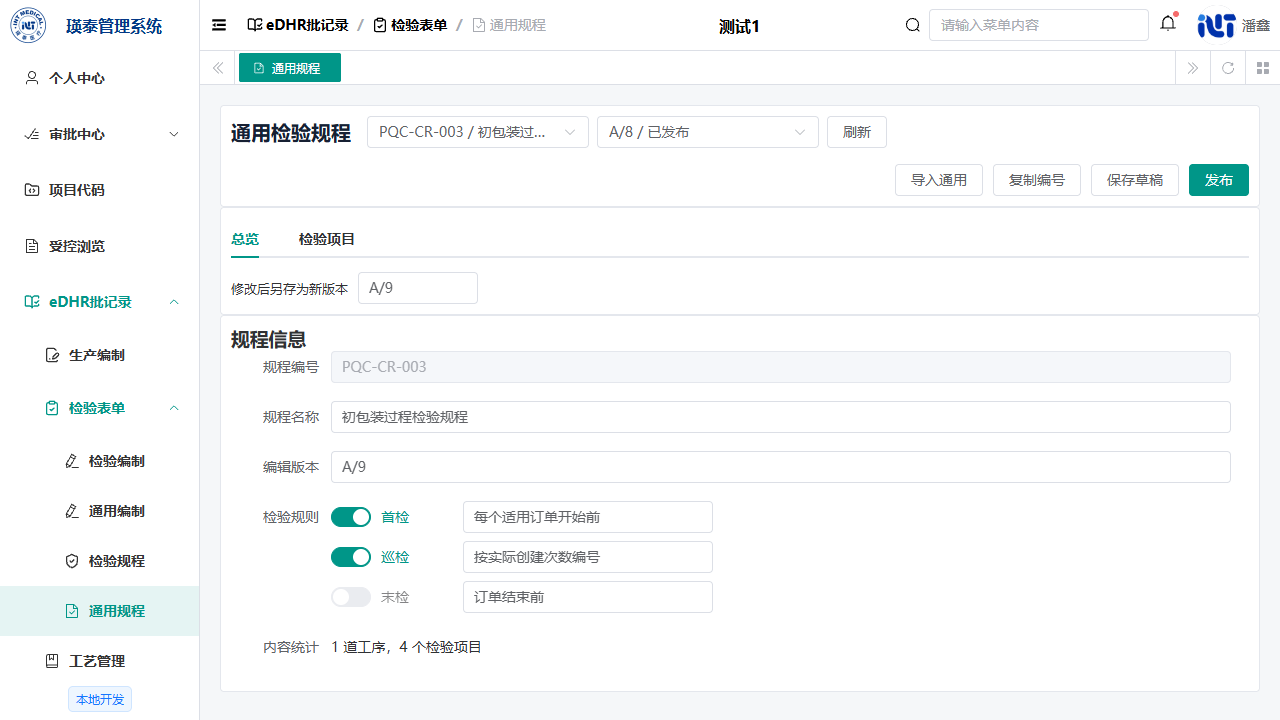 瑛泰管理系统
eDHR批记录 / 检验表单 / 通用规程
测试1
请输入菜单内容
潘鑫
个人中心
审批中心
项目代码
受控浏览
eDHR批记录
生产编制
检验表单
检验编制
通用编制
检验规程
通用规程
工艺管理
本地开发
通用规程
通用检验规程
PQC-CR-003 / 初包装过...
A/8 / 已发布
刷新
导入通用
复制编号
保存草稿
发布
总览
检验项目
修改后另存为新版本
A/9
规程信息
规程编号
PQC-CR-003
规程名称
初包装过程检验规程
编辑版本
A/9
检验规则
首检
每个适用订单开始前
巡检
按实际创建次数编号
末检
订单结束前
内容统计
1 道工序，4 个检验项目